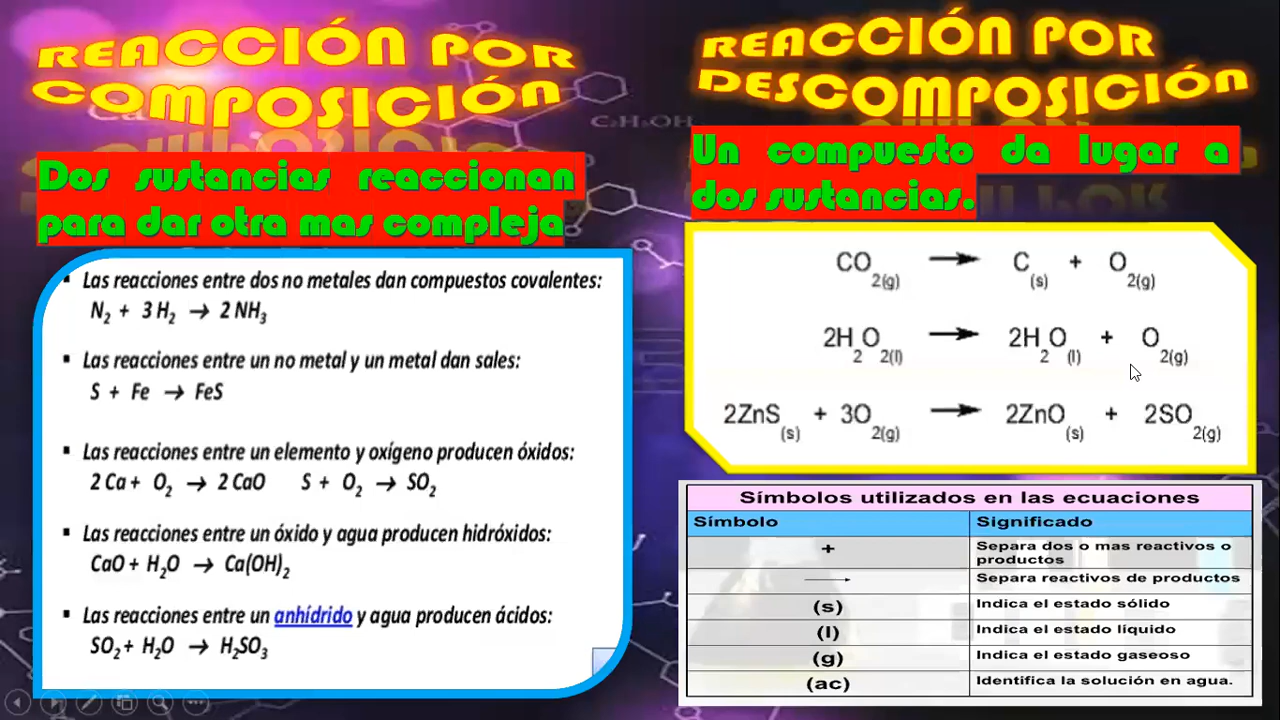 REACCIÓN POR
COMPOSICIÓN
Dos sustancias reaccionan
para dar otra mas compleja
▪ Las reacciones entre dos no metales dan compuestos covalentes:
N₂ + 3 H₂ → 2 NH₃
▪ Las reacciones entre un no metal y un metal dan sales:
S + Fe → FeS
▪ Las reacciones entre un elemento y oxígeno producen óxidos:
2 Ca + O₂ → 2 CaO S + O₂ → SO₂
▪ Las reacciones entre un óxido y agua producen hidróxidos:
CaO + H₂O → Ca(OH)₂
▪ Las reacciones entre un anhídrido y agua producen ácidos:
SO₂ + H₂O → H₂SO₃
REACCIÓN POR
DESCOMPOSICIÓN
C₂H₅OH
Un compuesto da lugar a
dos sustancias.
CO₂(g) → C(s) + O₂(g)
2H₂O₂(l) → 2H₂O(l) + O₂(g)
2ZnS(s) + 3O₂(g) → 2ZnO(s) + 2SO₂(g)
Símbolos utilizados en las ecuaciones
Símbolo Significado
+ Separa dos o mas reactivos o
productos
→ Separa reactivos de productos
(s) Indica el estado sólido
(l) Indica el estado líquido
(g) Indica el estado gaseoso
(ac) Identifica la solución en agua.